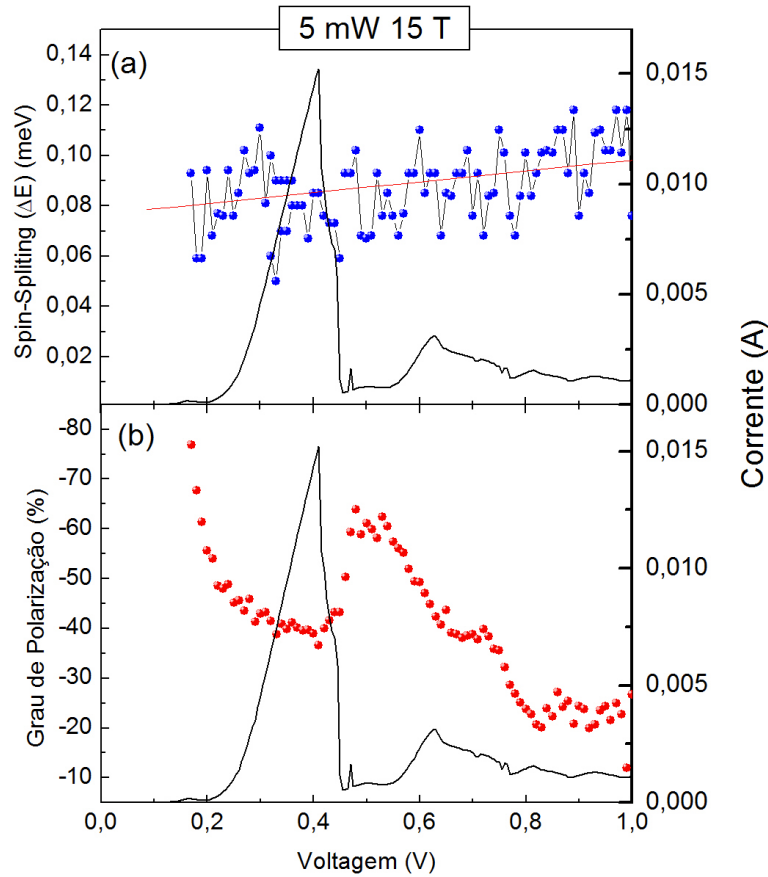 5 mW 15 T
(a)
Spin-Spliting (ΔE) (meV)
0,14
0,12
0,10
0,08
0,06
0,04
0,02
0,015
0,010
0,005
0,000
Corrente (A)
(b)
Grau de Polarização (%)
-80
-70
-60
-50
-40
-30
-20
-10
0,015
0,010
0,005
0,000
0,0 0,2 0,4 0,6 0,8 1,0
Voltagem (V)